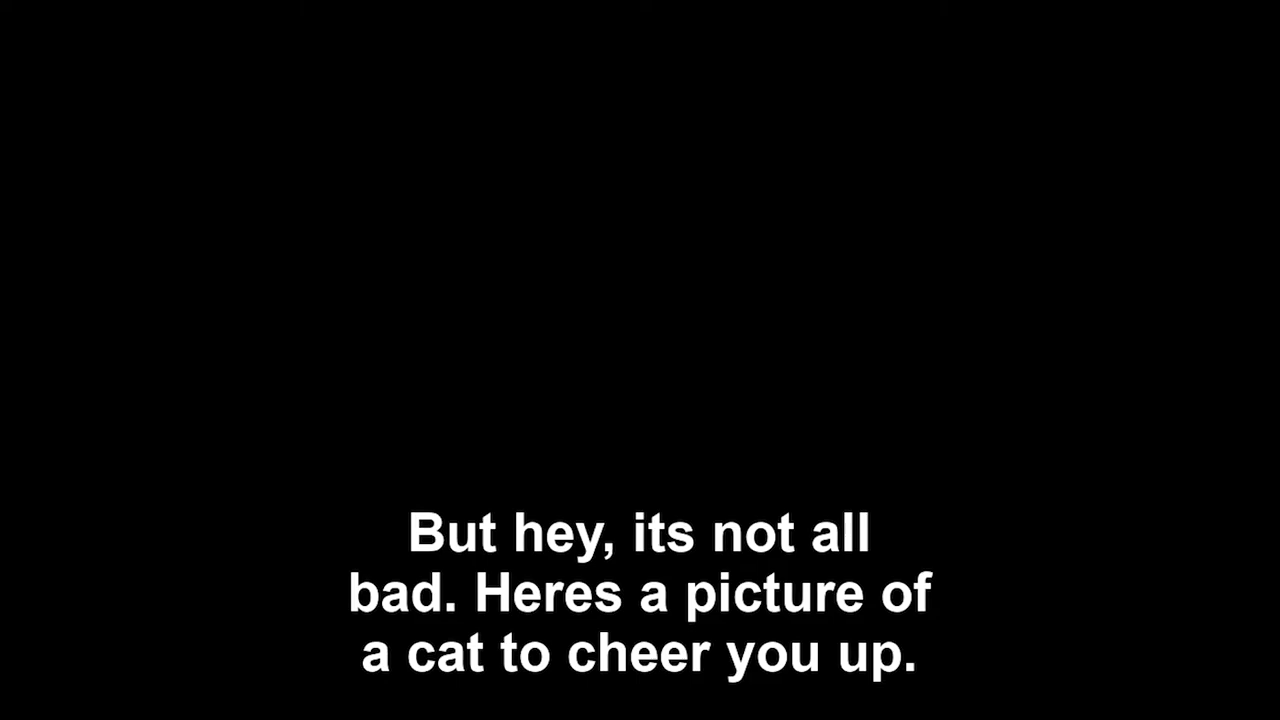 But hey, its not all
bad. Heres a picture of
a cat to cheer you up.